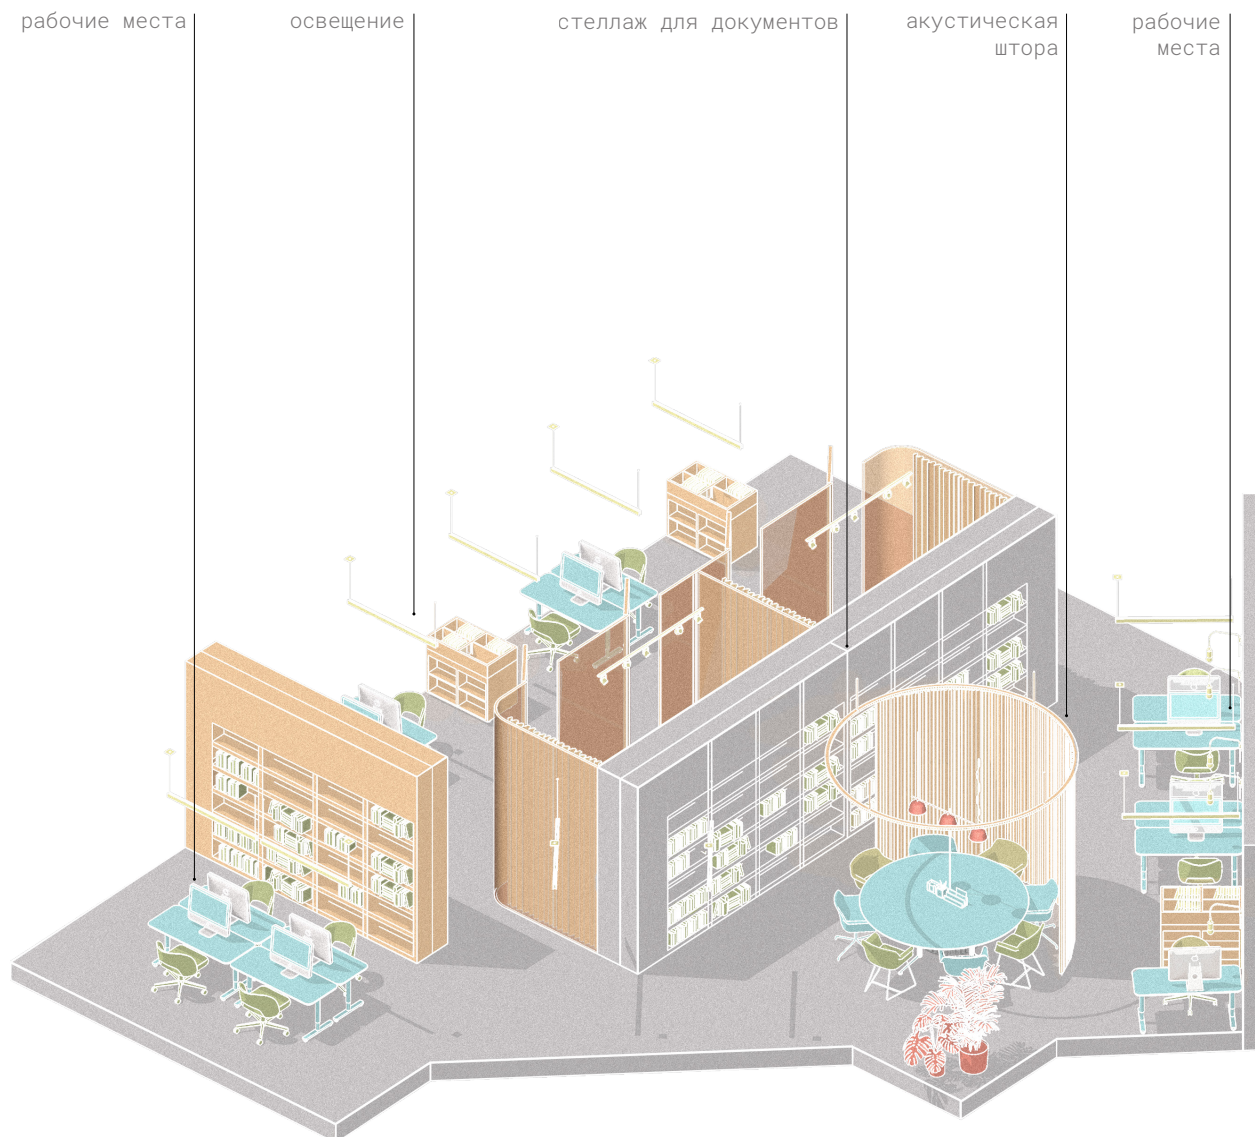 рабочие места
освещение
стеллаж для документов
акустическая
штора
рабочие
места